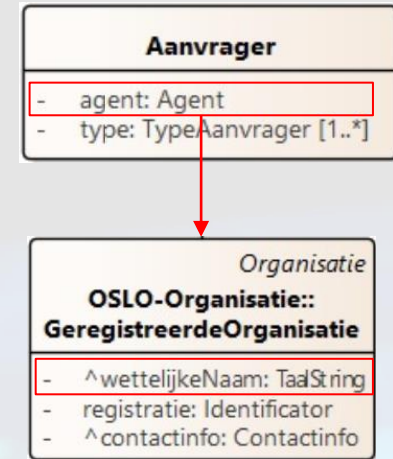 Aanvrager
- agent: Agent
- type: TypeAanvrager [1..*]
Organisatie
OSLO-Organisatie::
GeregistreerdeOrganisatie
- ^wettelijkeNaam: TaalString
- registratie: Identificator
- ^contactinfo: Contactinfo